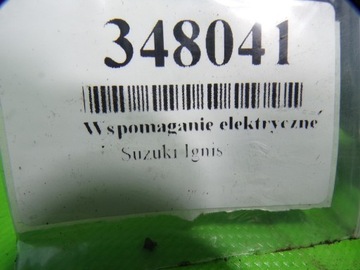 348041
Wspomaganie elektryczne
Suzuki Ignis